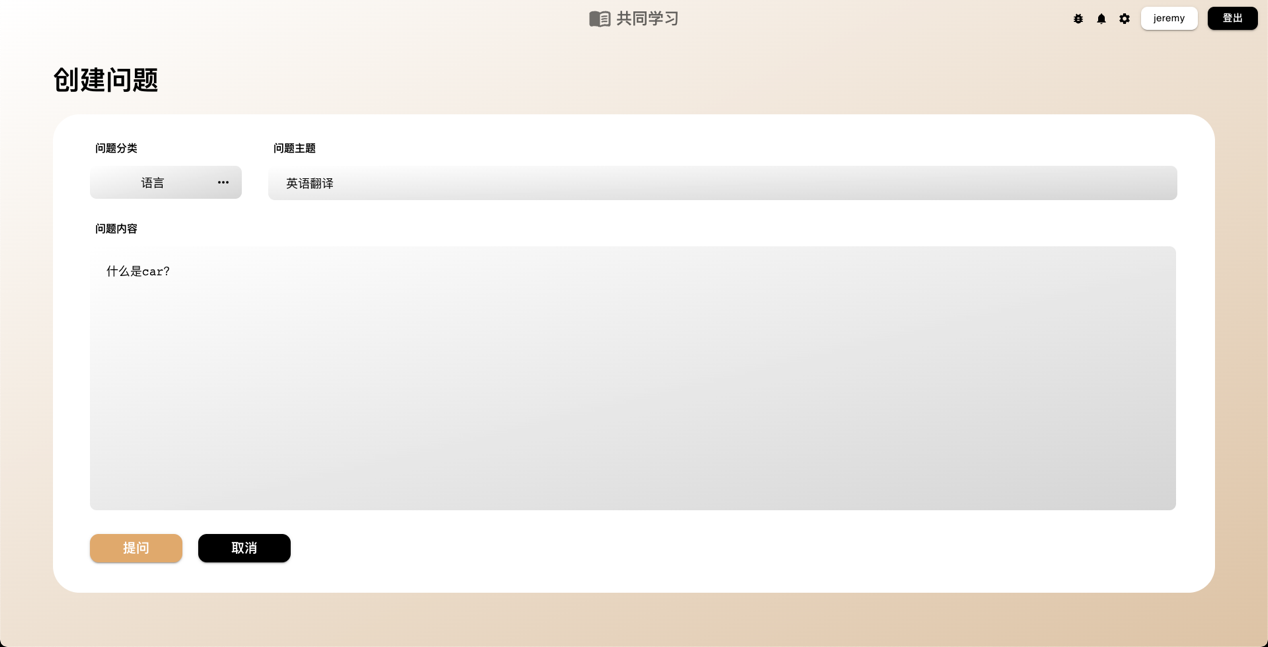 共同学习
jeremy
登出
创建问题
问题分类
问题主题
语言
英语翻译
问题内容
什么是car?
提问
取消